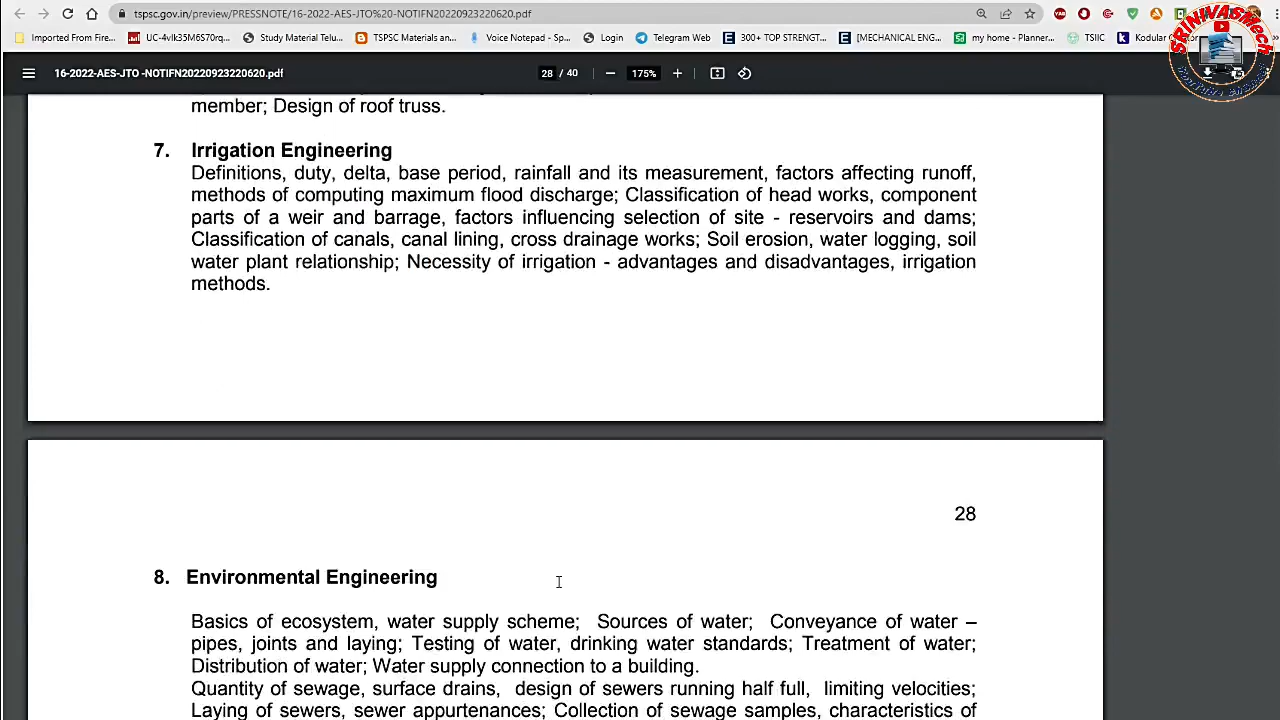 tspsc.gov.in/preview/PRESSNOTE/16-2022-AES-JTO%20-NOTIFN20220923220620.pdf
Imported From Fire... UC-4vIk35M6S70rq... Study Material Telu... TSPSC Materials an... Voice Notepad - Sp... Login Telegram Web 300+ TOP STRENGT... [MECHANICAL ENG... my home - Planner... TSIIC Kodular
SRINIWASMech
16-2022-AES-JTO -NOTIFN20220923220620.pdf 28 / 40 175%
member; Design of roof truss.
7. Irrigation Engineering
Definitions, duty, delta, base period, rainfall and its measurement, factors affecting runoff,
methods of computing maximum flood discharge; Classification of head works, component
parts of a weir and barrage, factors influencing selection of site - reservoirs and dams;
Classification of canals, canal lining, cross drainage works; Soil erosion, water logging, soil
water plant relationship; Necessity of irrigation - advantages and disadvantages, irrigation
methods.
28
8. Environmental Engineering
Basics of ecosystem, water supply scheme; Sources of water; Conveyance of water –
pipes, joints and laying; Testing of water, drinking water standards; Treatment of water;
Distribution of water; Water supply connection to a building.
Quantity of sewage, surface drains, design of sewers running half full, limiting velocities;
Laying of sewers, sewer appurtenances; Collection of sewage samples, characteristics of